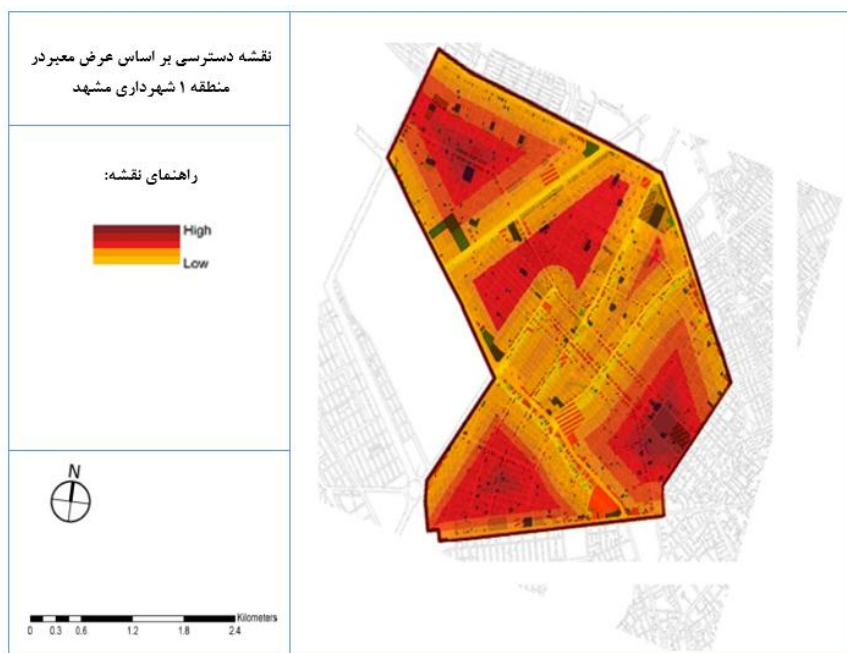 نقشه دسترسی بر اساس عرض معبردر
منطقه ۱ شهرداری مشهد
راهنمای نقشه:
High
Low
N
Kilometers
0 0.3 0.6 1.2 1.8 2.4